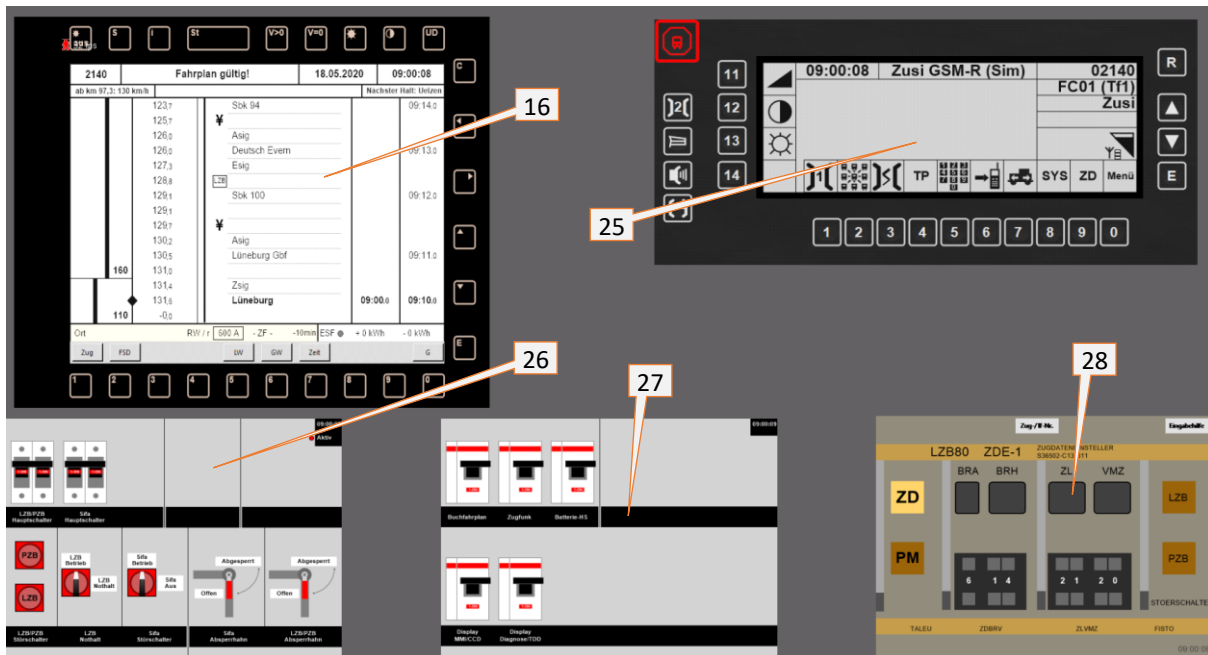 aus
S
I
St
V>0
V=0
UD
C
2140 Fahrplan gültig! 18.05.2020 09:00:08
ab km 97,3: 130 km/h Nächster Halt: Uelzen
123,7 Sbk 94 09:14.0
125,7
126,0 Asig
126,0 Deutsch Evern 09:13.0
127,3 Esig
128,8 LZB
129,1 Sbk 100 09:12.0
129,1
129,7
130,2 Asig
130,5 Lüneburg Gbf 09:11.0
160 131,0
131,4 Zsig
131,6 Lüneburg 09:00.0 09:10.0
110 -0,0
Ort RW / r 600 A - ZF - -10min ESF + 0 kWh - 0 kWh
Zug FSD LW GW Zeit G
E
1 2 3 4 5 6 7 8 9 0
16
R
11 09:00:08 Zusi GSM-R (Sim) 02140
FC01 (Tf1)
12 Zusi
2
13
14 1 TP SYS ZD Menü E
1 2 3 4 5 6 7 8 9 0
25
26
27
28
Aktiv
LZB/PZB Hauptschalter
Sifa Hauptschalter
PZB
LZB
LZB Betrieb
LZB Nothalt
Sifa Betrieb
Sifa Aus
Abgesperrt
Offen
Abgesperrt
Offen
LZB/PZB Störschalter
LZB Nothalt
Sifa Störschalter
Sifa Absperrhahn
LZB/PZB Absperrhahn
09:00:09
Buchfahrplan Zugfunk Batterie-HS
Display MMI/CCD
Display Diagnose/TDD
Zug-/Tf-Nr. Eingabehilfe
LZB80 ZDE-1 ZUGDATENEINSTELLER
BRA BRH ZL VMZ
ZD
LZB
PM
PZB
6 1 4 2 1 2 0
STOERSCHALTE
TALEU ZDBRV ZLVMZ FISTO